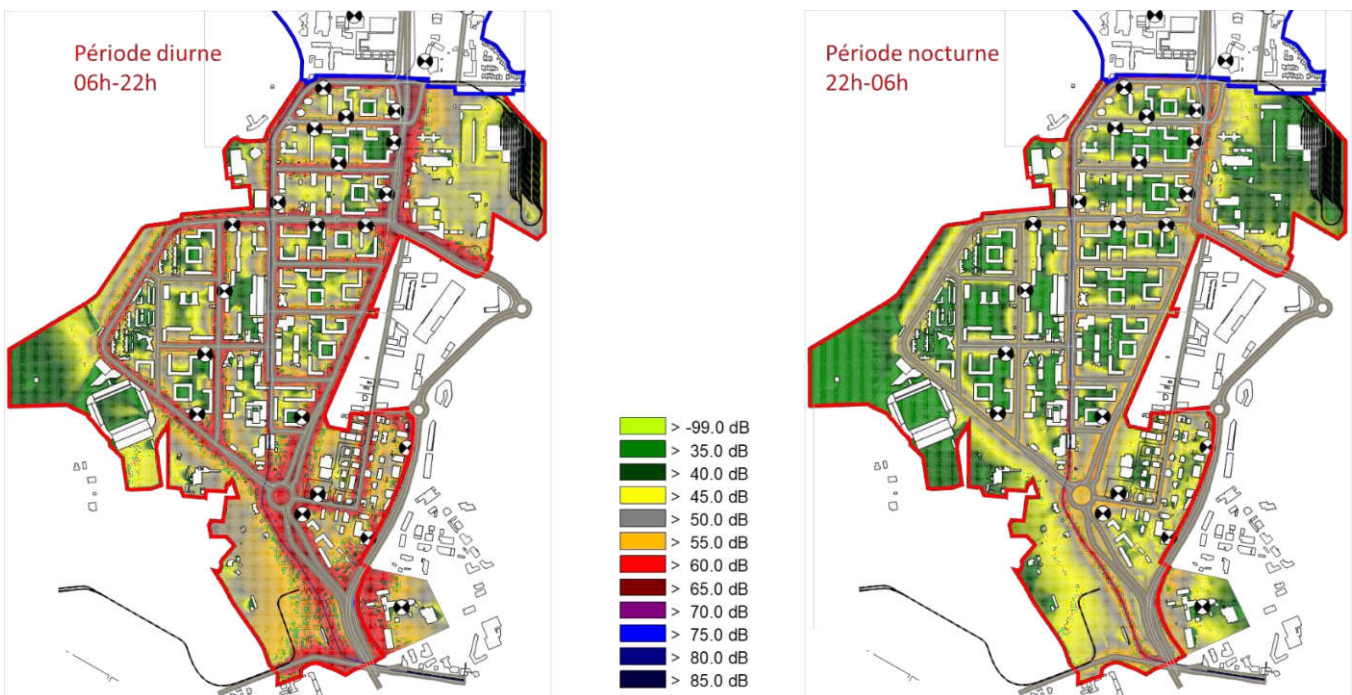 Période diurne
06h-22h
> -99.0 dB
> 35.0 dB
> 40.0 dB
> 45.0 dB
> 50.0 dB
> 55.0 dB
> 60.0 dB
> 65.0 dB
> 70.0 dB
> 75.0 dB
> 80.0 dB
> 85.0 dB
Période nocturne
22h-06h